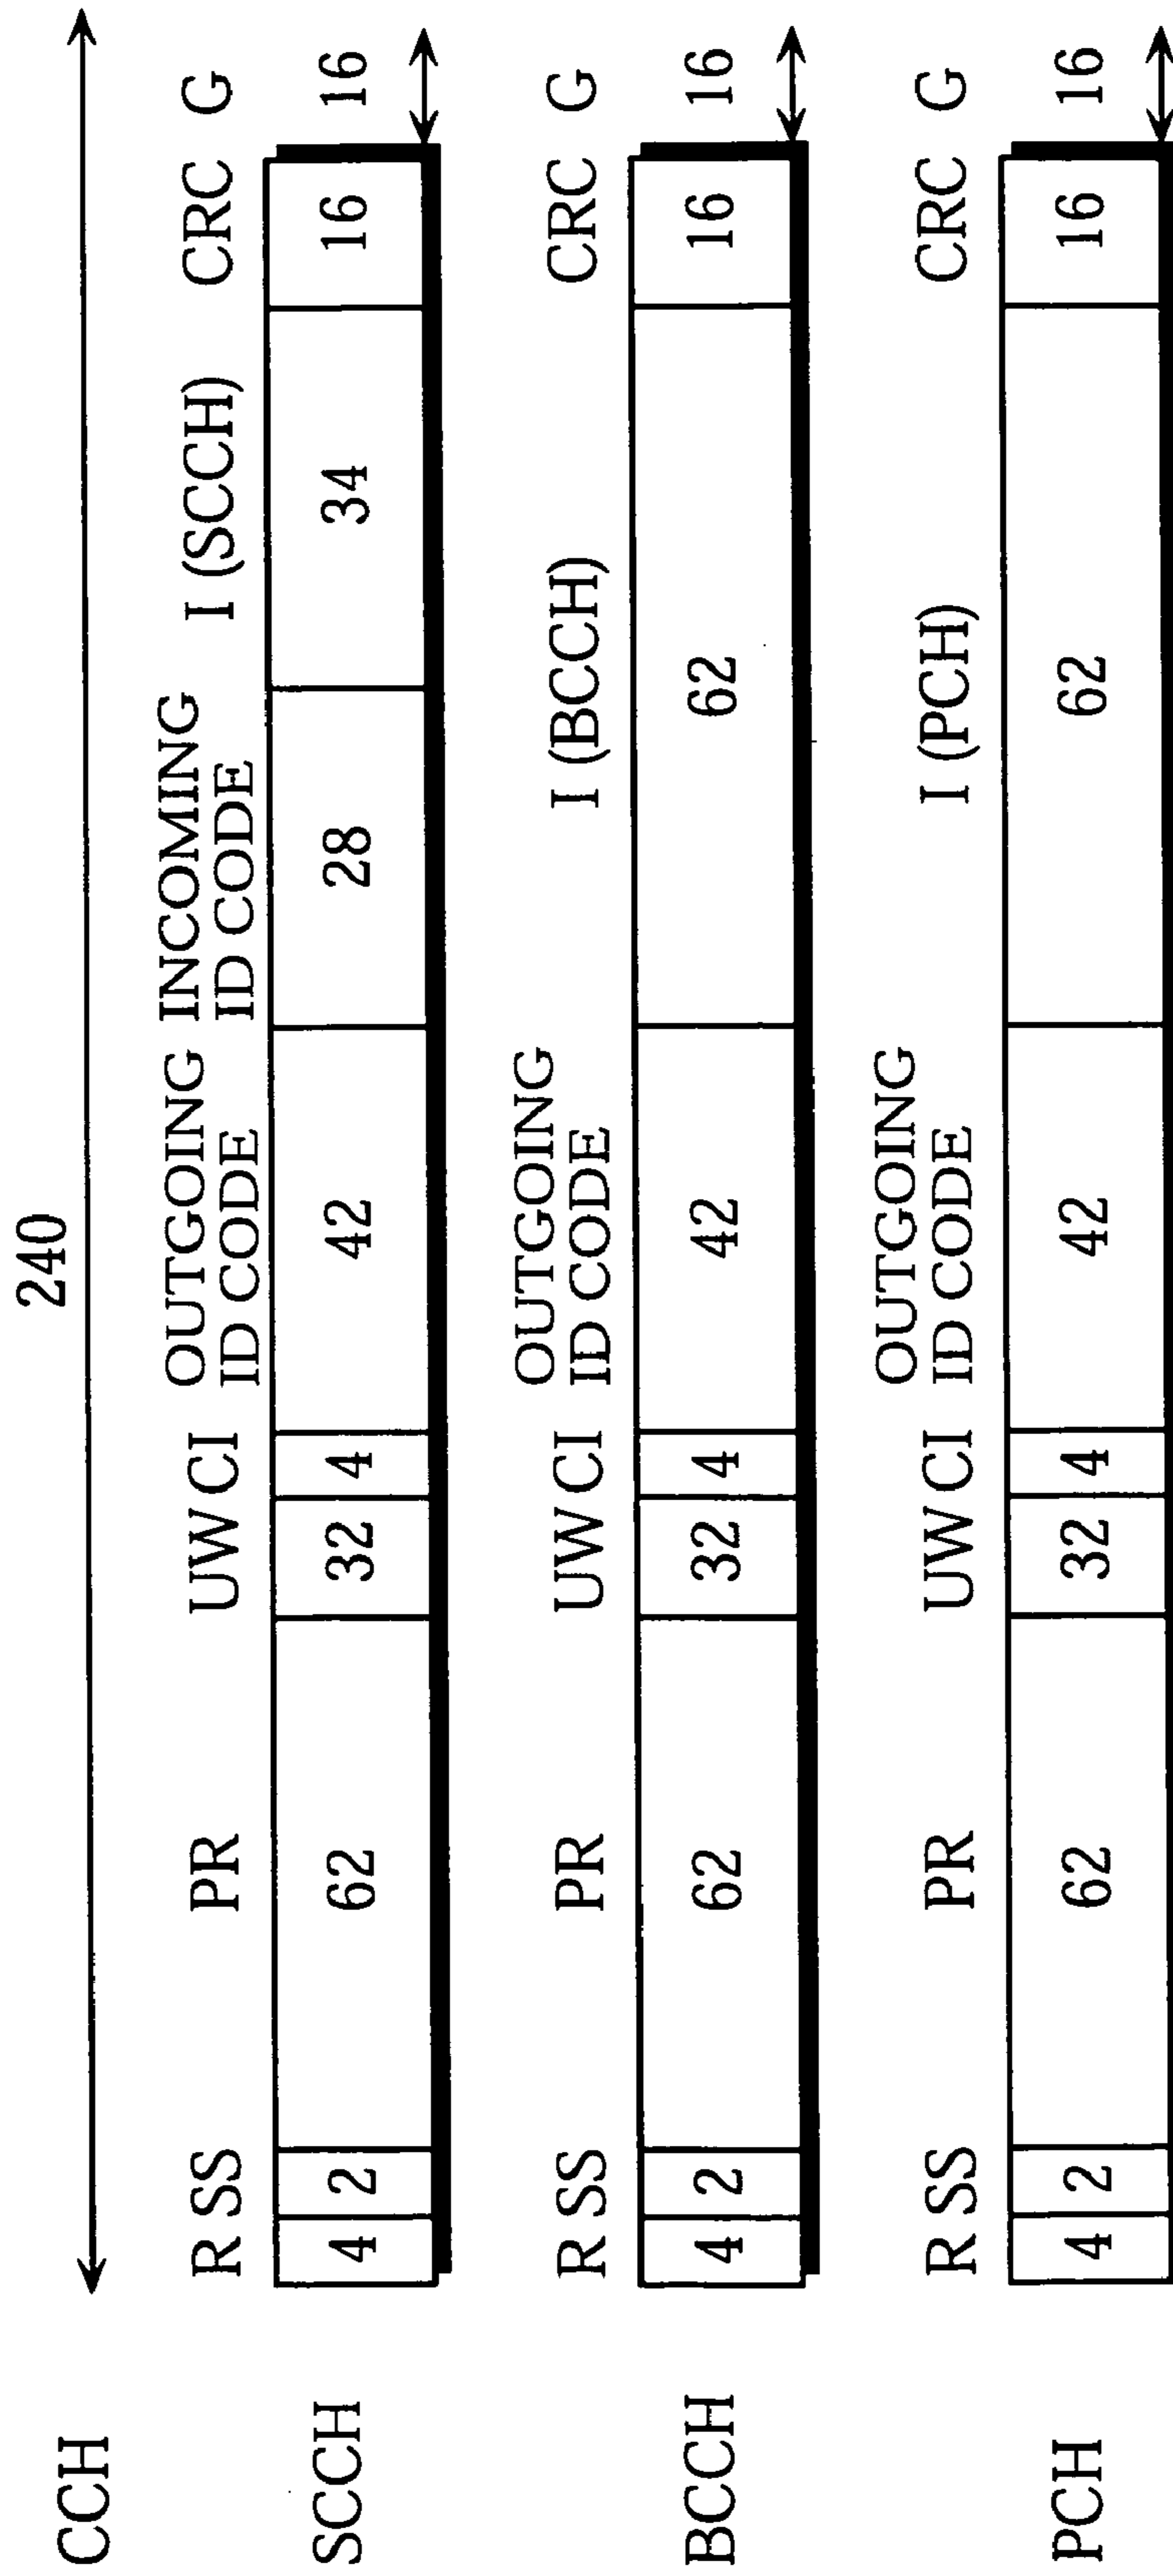 240
CCH
R SS PR UW CI OUTGOING ID CODE INCOMING ID CODE I (SCCH) CRC G
SCCH 4 2 62 32 4 42 28 34 16 16
R SS PR UW CI OUTGOING ID CODE I (BCCH) CRC G
BCCH 4 2 62 32 4 42 62 16 16
R SS PR UW CI OUTGOING ID CODE I (PCH) CRC G
PCH 4 2 62 32 4 42 62 16 16